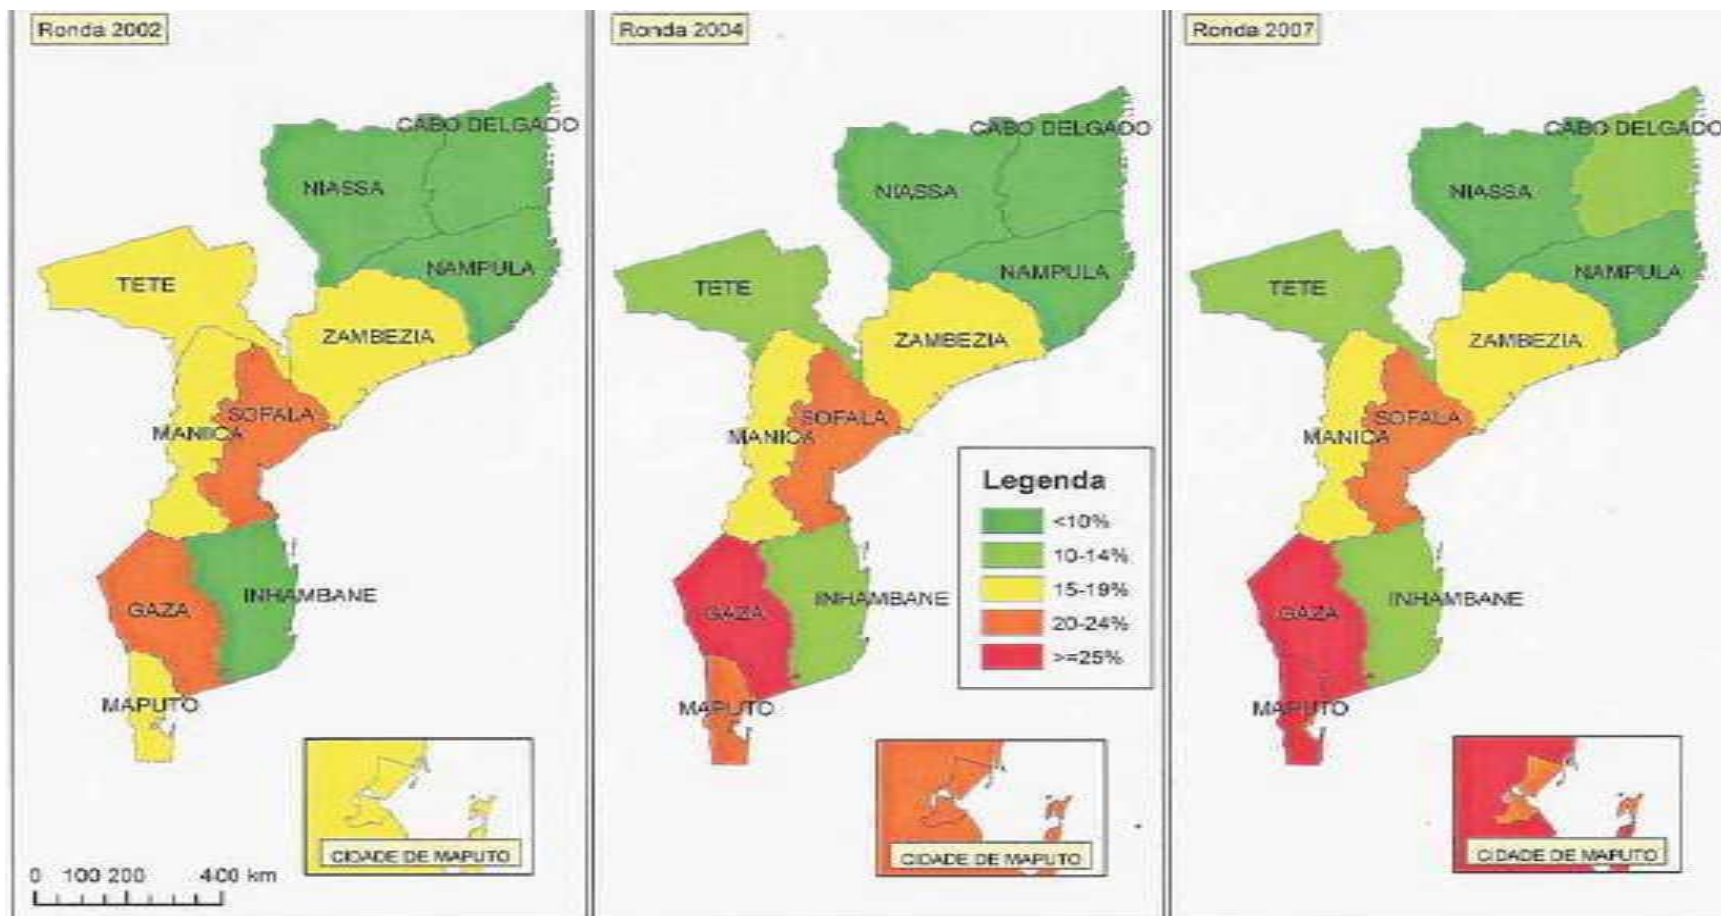 Ronda 2002
CABO DELGADO
NIASSA
NAMPULA
TETE
ZAMBEZIA
SOFALA
MANICA
INHAMBANE
GAZA
MAPUTO
CIDADE DE MAPUTO
0 100 200 400 km
Ronda 2004
CABO DELGADO
NIASSA
NAMPULA
TETE
ZAMBEZIA
SOFALA
MANICA
INHAMBANE
GAZA
MAPUTO
CIDADE DE MAPUTO
Legenda
<10%
10-14%
15-19%
20-24%
>=25%
Ronda 2007
CABO DELGADO
NIASSA
NAMPULA
TETE
ZAMBEZIA
SOFALA
MANICA
INHAMBANE
GAZA
MAPUTO
CIDADE DE MAPUTO